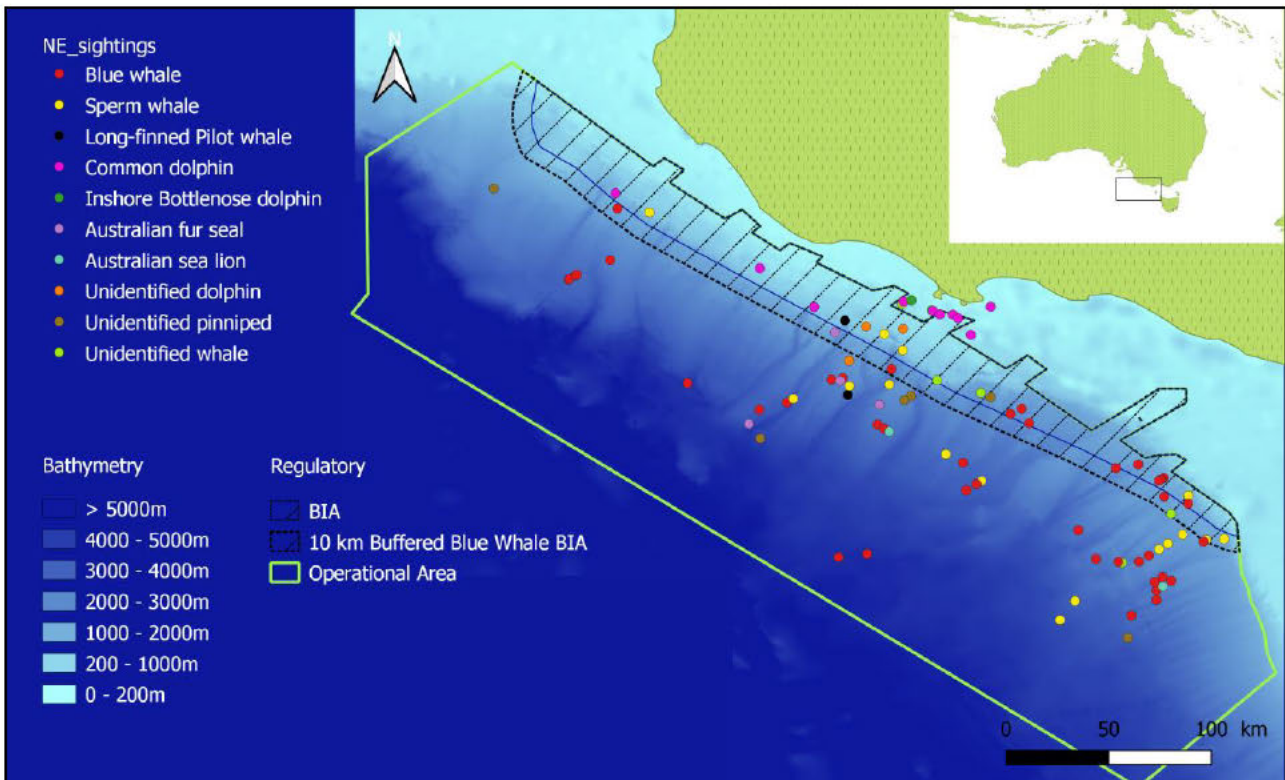 NE_sightings
Blue whale
Sperm whale
Long-finned Pilot whale
Common dolphin
Inshore Bottlenose dolphin
Australian fur seal
Australian sea lion
Unidentified dolphin
Unidentified pinniped
Unidentified whale
N
Bathymetry
> 5000m
4000 - 5000m
3000 - 4000m
2000 - 3000m
1000 - 2000m
200 - 1000m
0 - 200m
Regulatory
BIA
10 km Buffered Blue Whale BIA
Operational Area
0 50 100 km